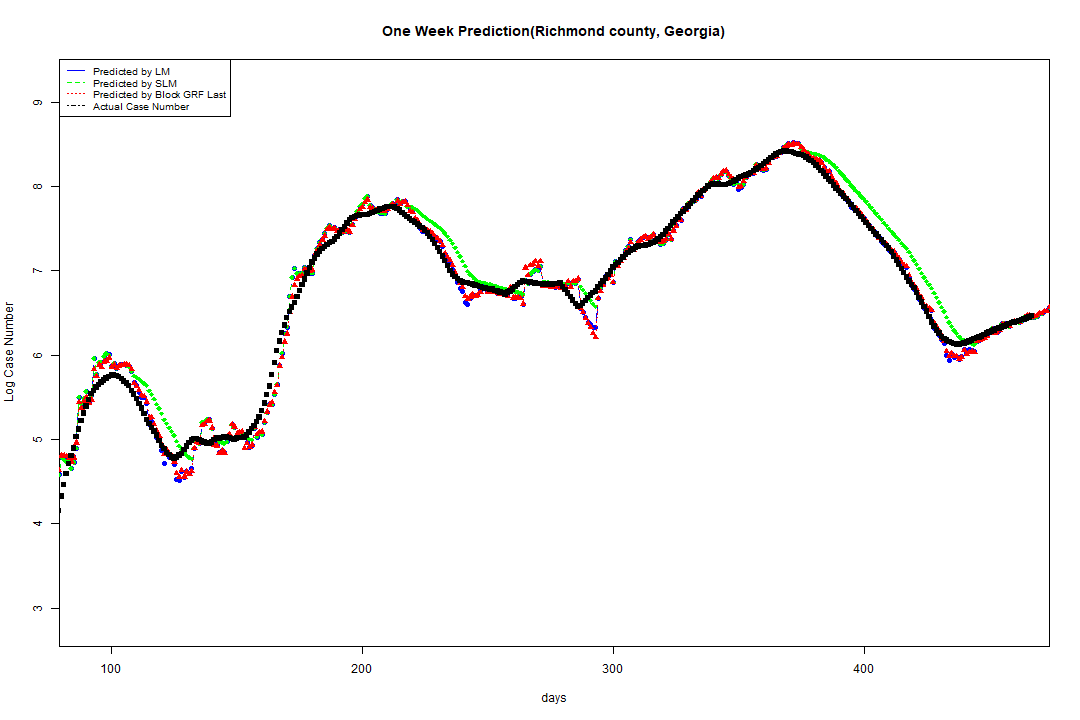 One Week Prediction(Richmond county, Georgia)
Predicted by LM
Predicted by SLM
Predicted by Block GRF Last
Actual Case Number
9
8
7
6
5
4
3
Log Case Number
100 200 300 400
days